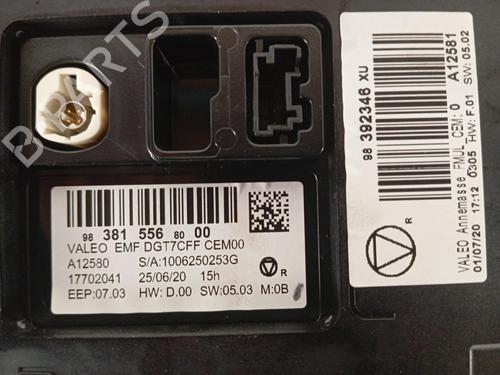 B-PARTS
98 381 556 80 00
VALEO EMF DGT7CFF CEM00
A12580 S/A:1006250253G
17702041 25/06/20 15h
EEP:07.03 HW: D.00 SW:05.03 M:0B
R
98 392346 XU
A12581
VALEO Annemasse FMUL_CEM: 0 SW: 05.02
01/07/20 17:12 0305 HW: F.01
R